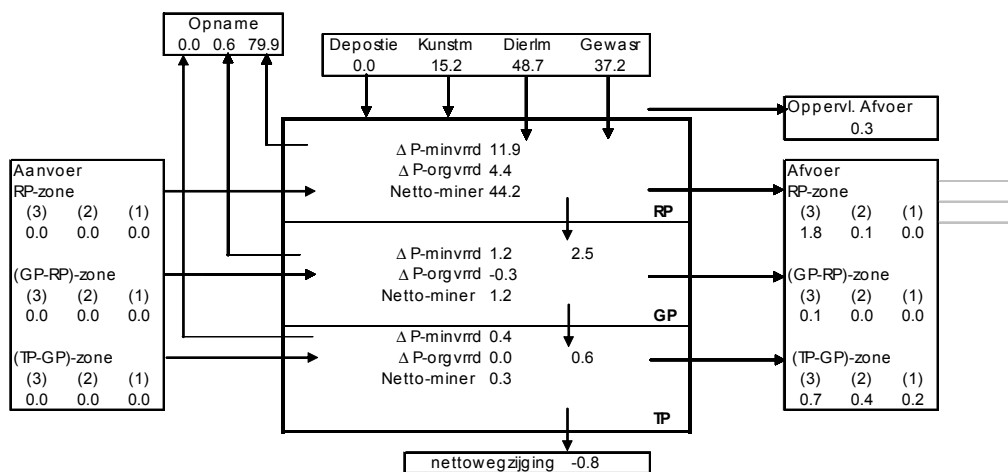 Opname
0.0 0.6 79.9
Depostie Kunstm Dierlm Gewasr
0.0 15.2 48.7 37.2
Oppervl. Afvoer
0.3
Aanvoer
RP-zone
(3) (2) (1)
0.0 0.0 0.0
(GP-RP)-zone
(3) (2) (1)
0.0 0.0 0.0
(TP-GP)-zone
(3) (2) (1)
0.0 0.0 0.0
Δ P-minvrrd 11.9
Δ P-orgvrrd 4.4
Netto-miner 44.2
RP
Δ P-minvrrd 1.2 2.5
Δ P-orgvrrd -0.3
Netto-miner 1.2
GP
Δ P-minvrrd 0.4
Δ P-orgvrrd 0.0 0.6
Netto-miner 0.3
TP
Afvoer
RP-zone
(3) (2) (1)
1.8 0.1 0.0
(GP-RP)-zone
(3) (2) (1)
0.1 0.0 0.0
(TP-GP)-zone
(3) (2) (1)
0.7 0.4 0.2
nettowegzijging -0.8